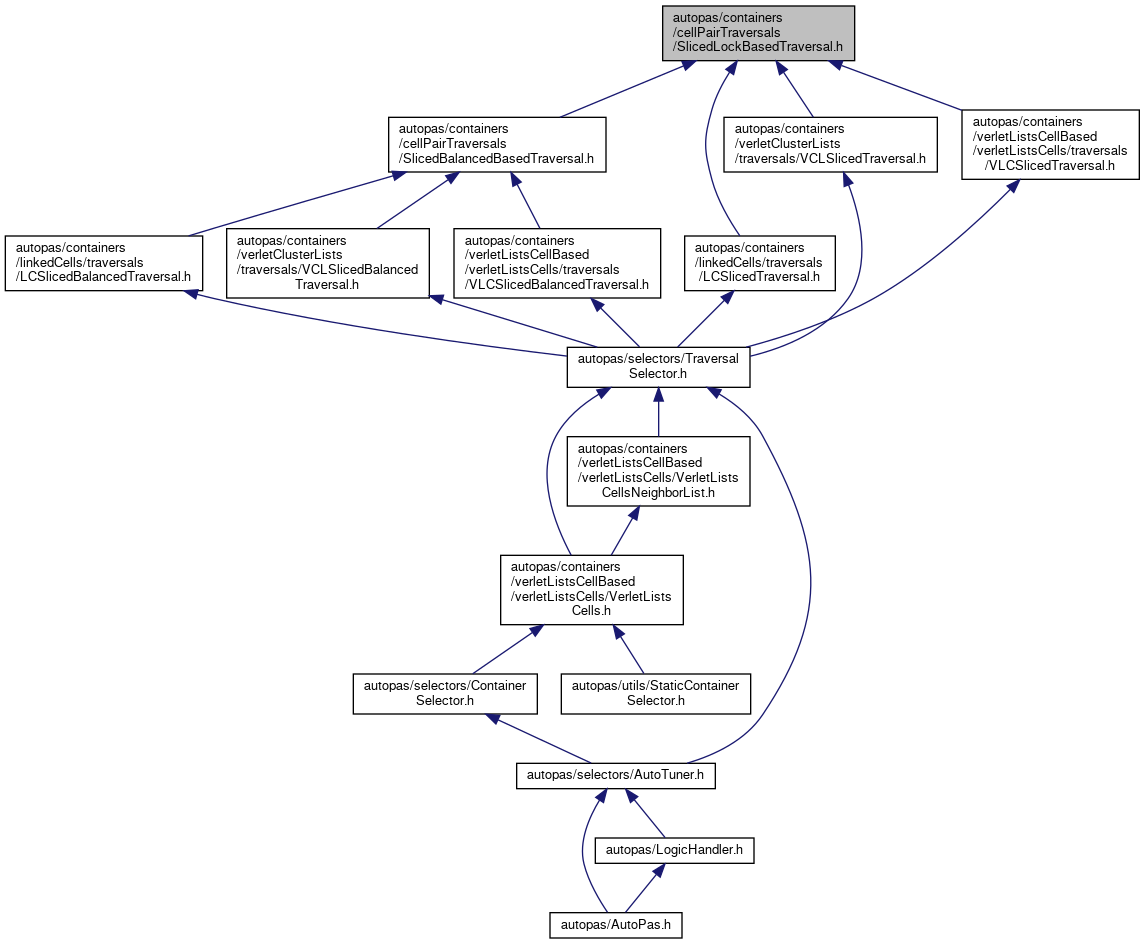 autopas/containers
/cellPairTraversals
/SlicedLockBasedTraversal.h
autopas/containers
/cellPairTraversals
/SlicedBalancedBasedTraversal.h
autopas/containers
/verletClusterLists
/traversals/VCLSlicedTraversal.h
autopas/containers
/verletListsCellBased
/verletListsCells/traversals
/VLCSlicedTraversal.h
autopas/containers
/linkedCells/traversals
/LCSlicedBalancedTraversal.h
autopas/containers
/verletClusterLists
/traversals/VCLSlicedBalanced
Traversal.h
autopas/containers
/verletListsCellBased
/verletListsCells/traversals
/VLCSlicedBalancedTraversal.h
autopas/containers
/linkedCells/traversals
/LCSlicedTraversal.h
autopas/selectors/Traversal
Selector.h
autopas/containers
/verletListsCellBased
/verletListsCells/VerletLists
CellsNeighborList.h
autopas/containers
/verletListsCellBased
/verletListsCells/VerletLists
Cells.h
autopas/selectors/Container
Selector.h
autopas/utils/StaticContainer
Selector.h
autopas/selectors/AutoTuner.h
autopas/LogicHandler.h
autopas/AutoPas.h